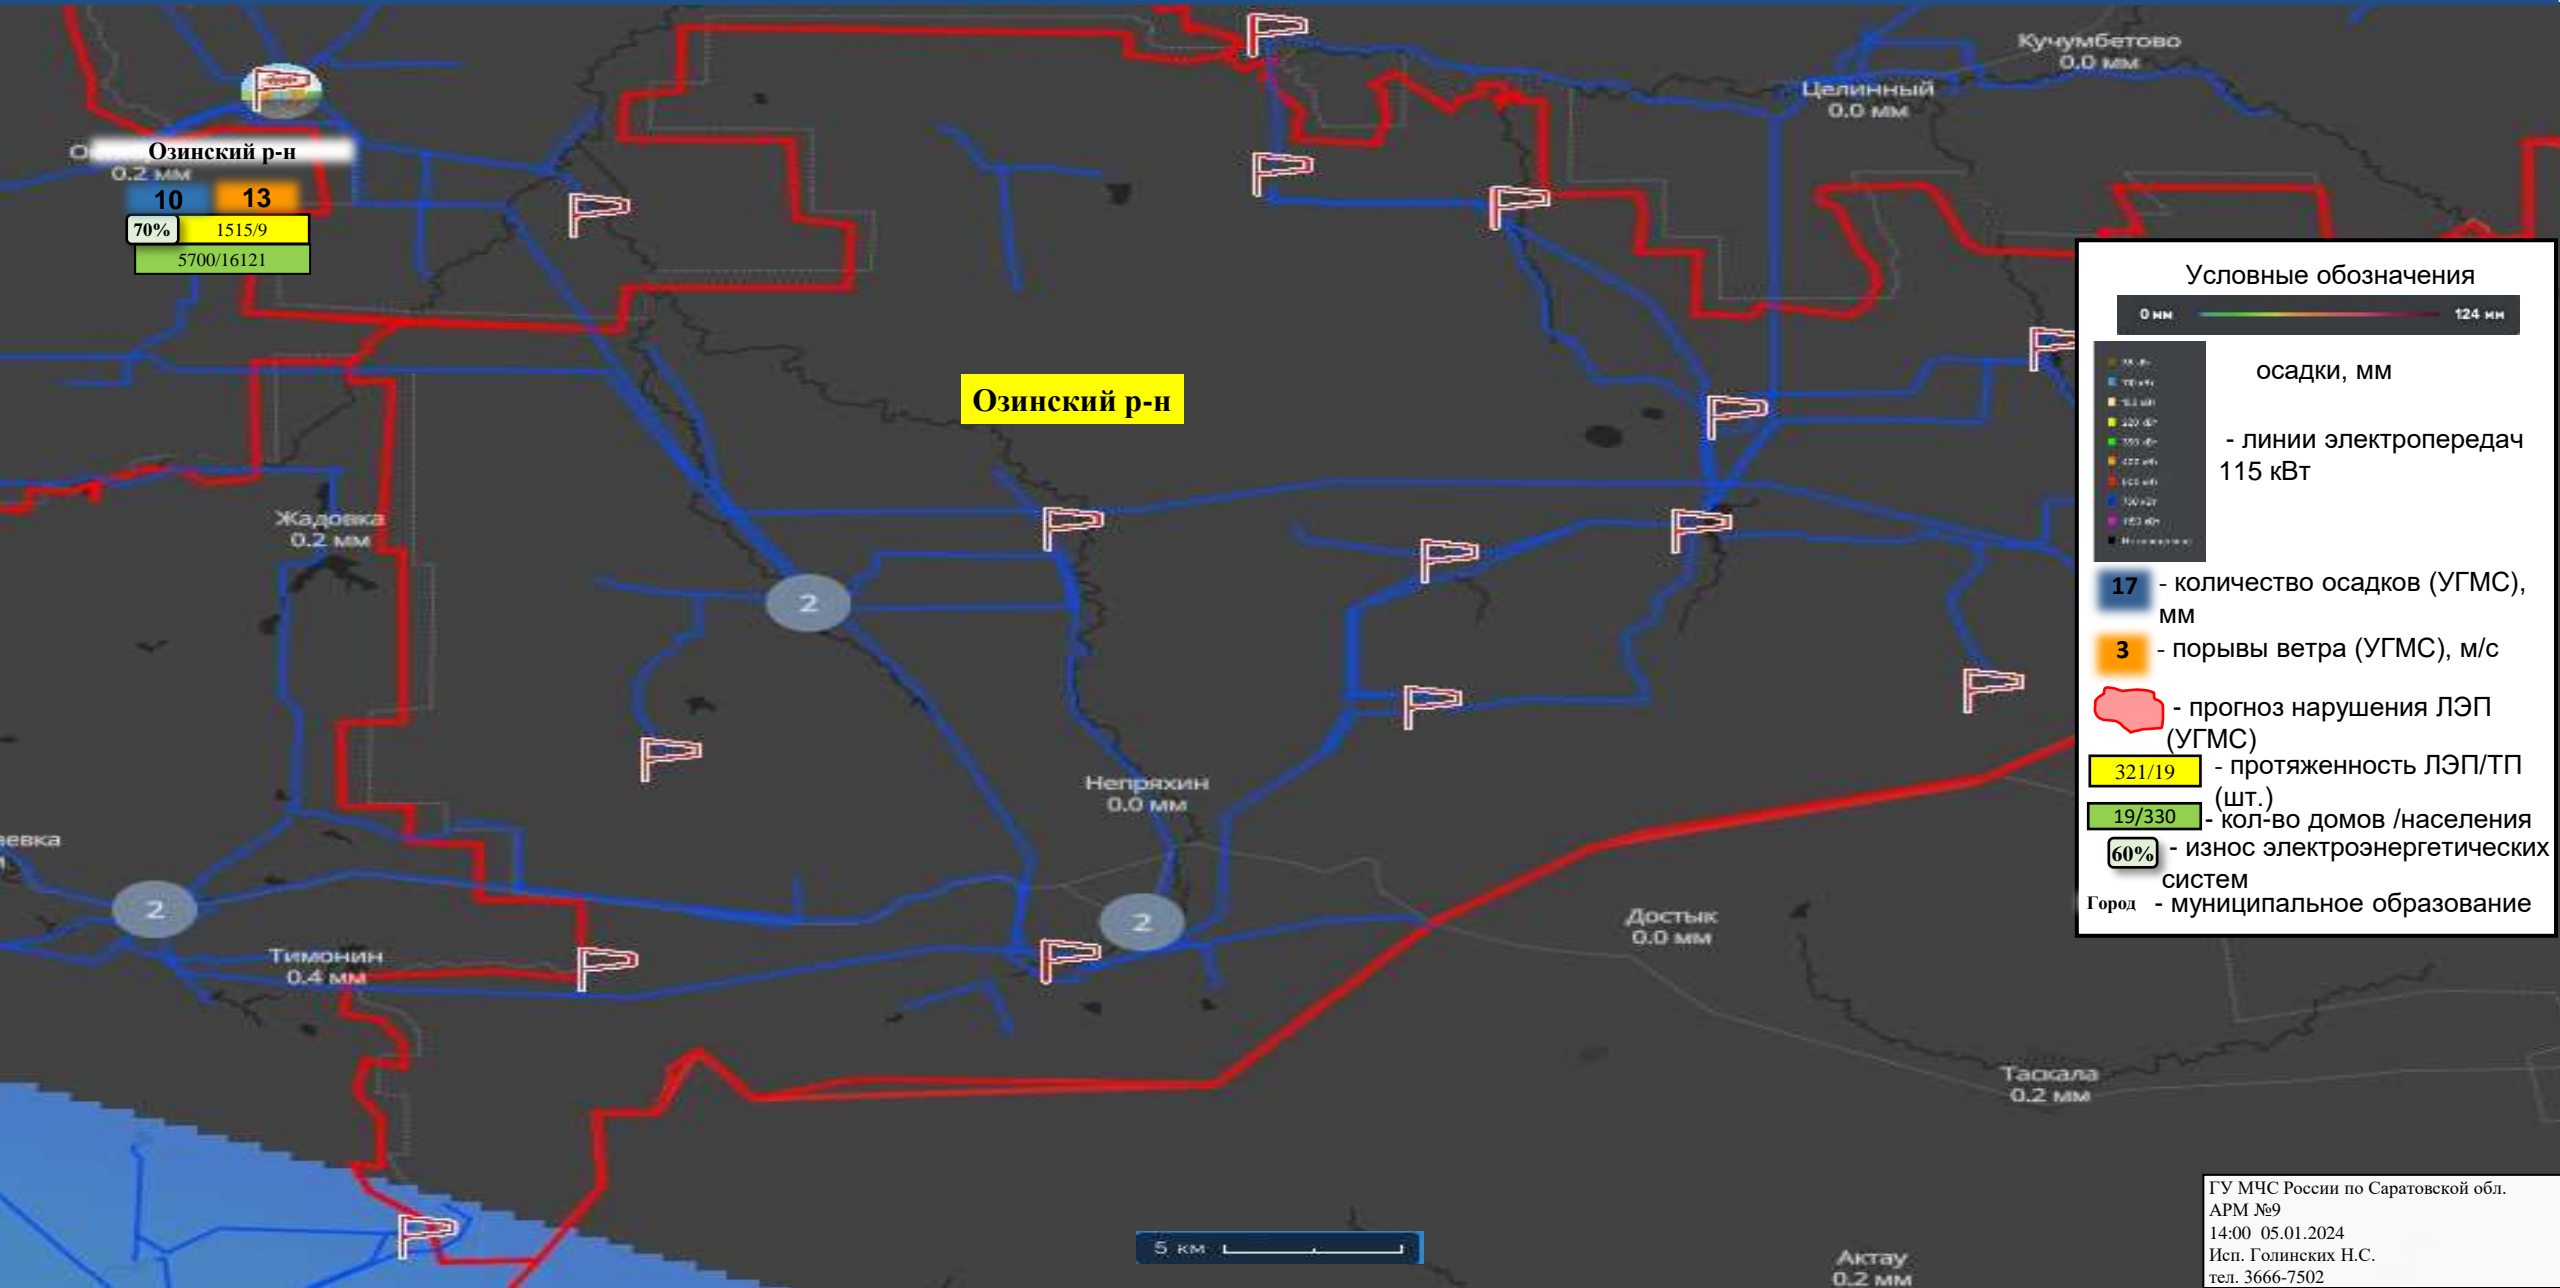 Кучумбетово
0.0 мм
Целинный
0.0 мм
Озинский р-н
0.2 мм
10
13
70%
1515/9
5700/16121
Озинский р-н
Жадовка
0.2 мм
2
Непряхин
0.0 мм
аевка
2
2
Тимонин
0.4 мм
Достык
0.0 мм
Таскала
0.2 мм
Актау
0.2 мм
5 км
Условные обозначения
0 мм
124 мм
осадки, мм
- линии электропередач
115 кВт
17
- количество осадков (УГМС),
мм
3
- порывы ветра (УГМС), м/с
- прогноз нарушения ЛЭП
(УГМС)
321/19
- протяженность ЛЭП/ТП
(шт.)
19/330
- кол-во домов /населения
60%
- износ электроэнергетических
систем
Город
- муниципальное образование
ГУ МЧС России по Саратовской обл.
АРМ №9
14:00 05.01.2024
Исп. Голинских Н.С.
тел. 3666-7502